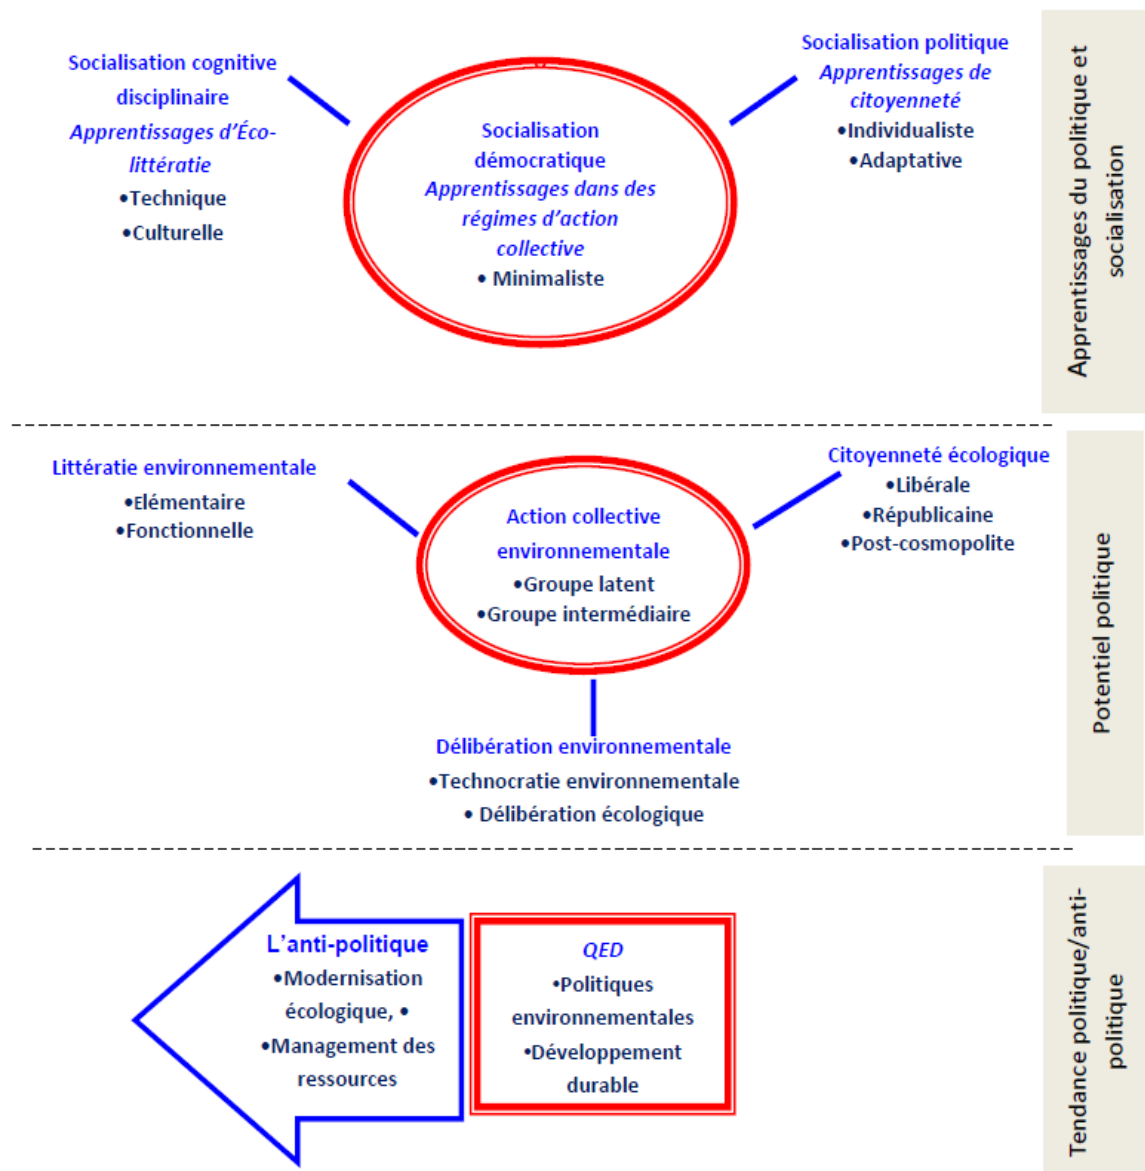 Socialisation cognitive
disciplinaire
Apprentissages d'Éco-
littératie
•Technique
•Culturelle
Socialisation
démocratique
Apprentissages dans des
régimes d'action
collective
• Minimaliste
Socialisation politique
Apprentissages de
citoyenneté
•Individualiste
•Adaptative
Apprentissages du politique et
socialisation
Littératie environnementale
•Elémentaire
•Fonctionnelle
Action collective
environnementale
•Groupe latent
•Groupe intermédiaire
Citoyenneté écologique
•Libérale
•Républicaine
•Post-cosmopolite
Délibération environnementale
•Technocratie environnementale
• Délibération écologique
Potentiel politique
L'anti-politique
•Modernisation
écologique, •
•Management des
ressources
QED
•Politiques
environnementales
•Développement
durable
Tendance politique/anti-
politique